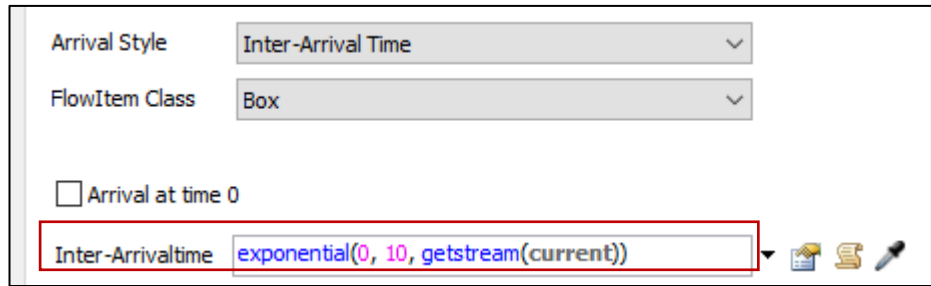 Arrival Style Inter-Arrival Time
FlowItem Class Box
Arrival at time 0
Inter-Arrivaltime exponential(0, 10, getstream(current))